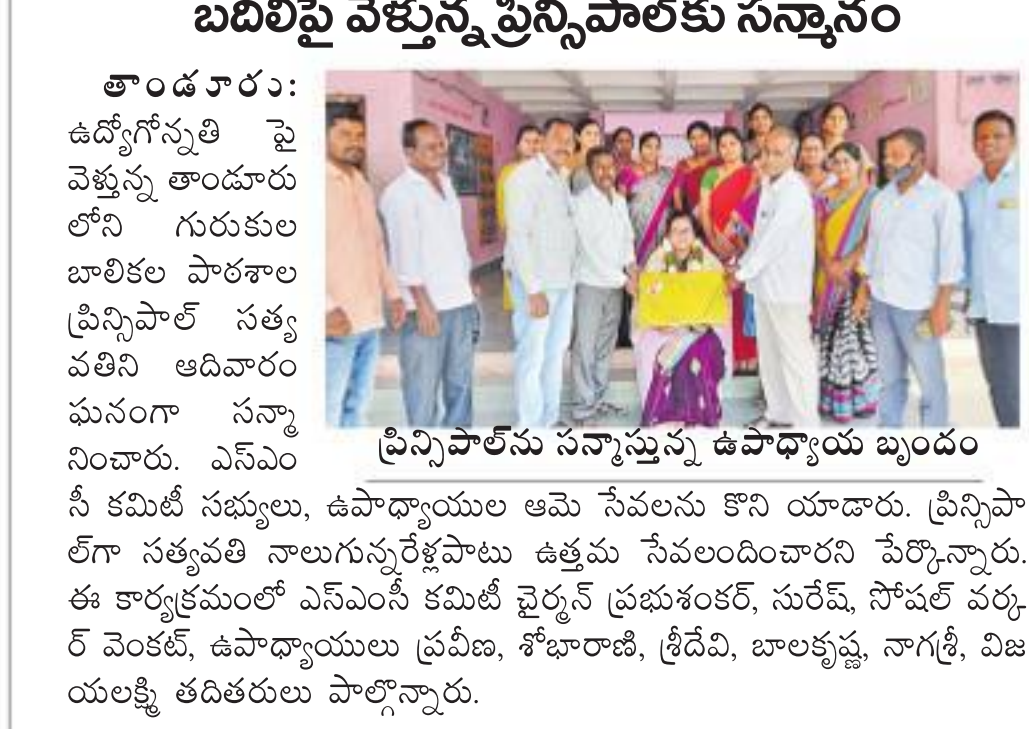 బదిలీపై వెళ్తున్న ప్రిన్సిపాల్‌కు సన్మానం
తాండూరు:
ఉద్యోగోన్నతి పై
వెళ్తున్న తాండూరు
లోని గురుకుల
బాలికల పాఠశాల
ప్రిన్సిపాల్ సత్య
వతిని ఆదివారం
ఘనంగా సన్మా
నించారు. ఎస్ఎం
ప్రిన్సిపాల్‌ను సన్మాస్తున్న ఉపాధ్యాయ బృందం
సీ కమిటీ సభ్యులు, ఉపాధ్యాయుల ఆమె సేవలను కొని యాడారు. ప్రిన్సిపా
ల్‌గా సత్యవతి నాలుగున్నరేళ్లపాటు ఉత్తమ సేవలందించారని పేర్కొన్నారు.
ఈ కార్యక్రమంలో ఎస్ఎంసీ కమిటీ చైర్మన్ ప్రభుశంకర్, సురేష్, సోషల్ వర్క
ర్ వెంకట్, ఉపాధ్యాయులు ప్రవీణ, శోభారాణి, శ్రీదేవి, బాలకృష్ణ, నాగశ్రీ, విజ
యలక్ష్మి తదితరులు పాల్గొన్నారు.